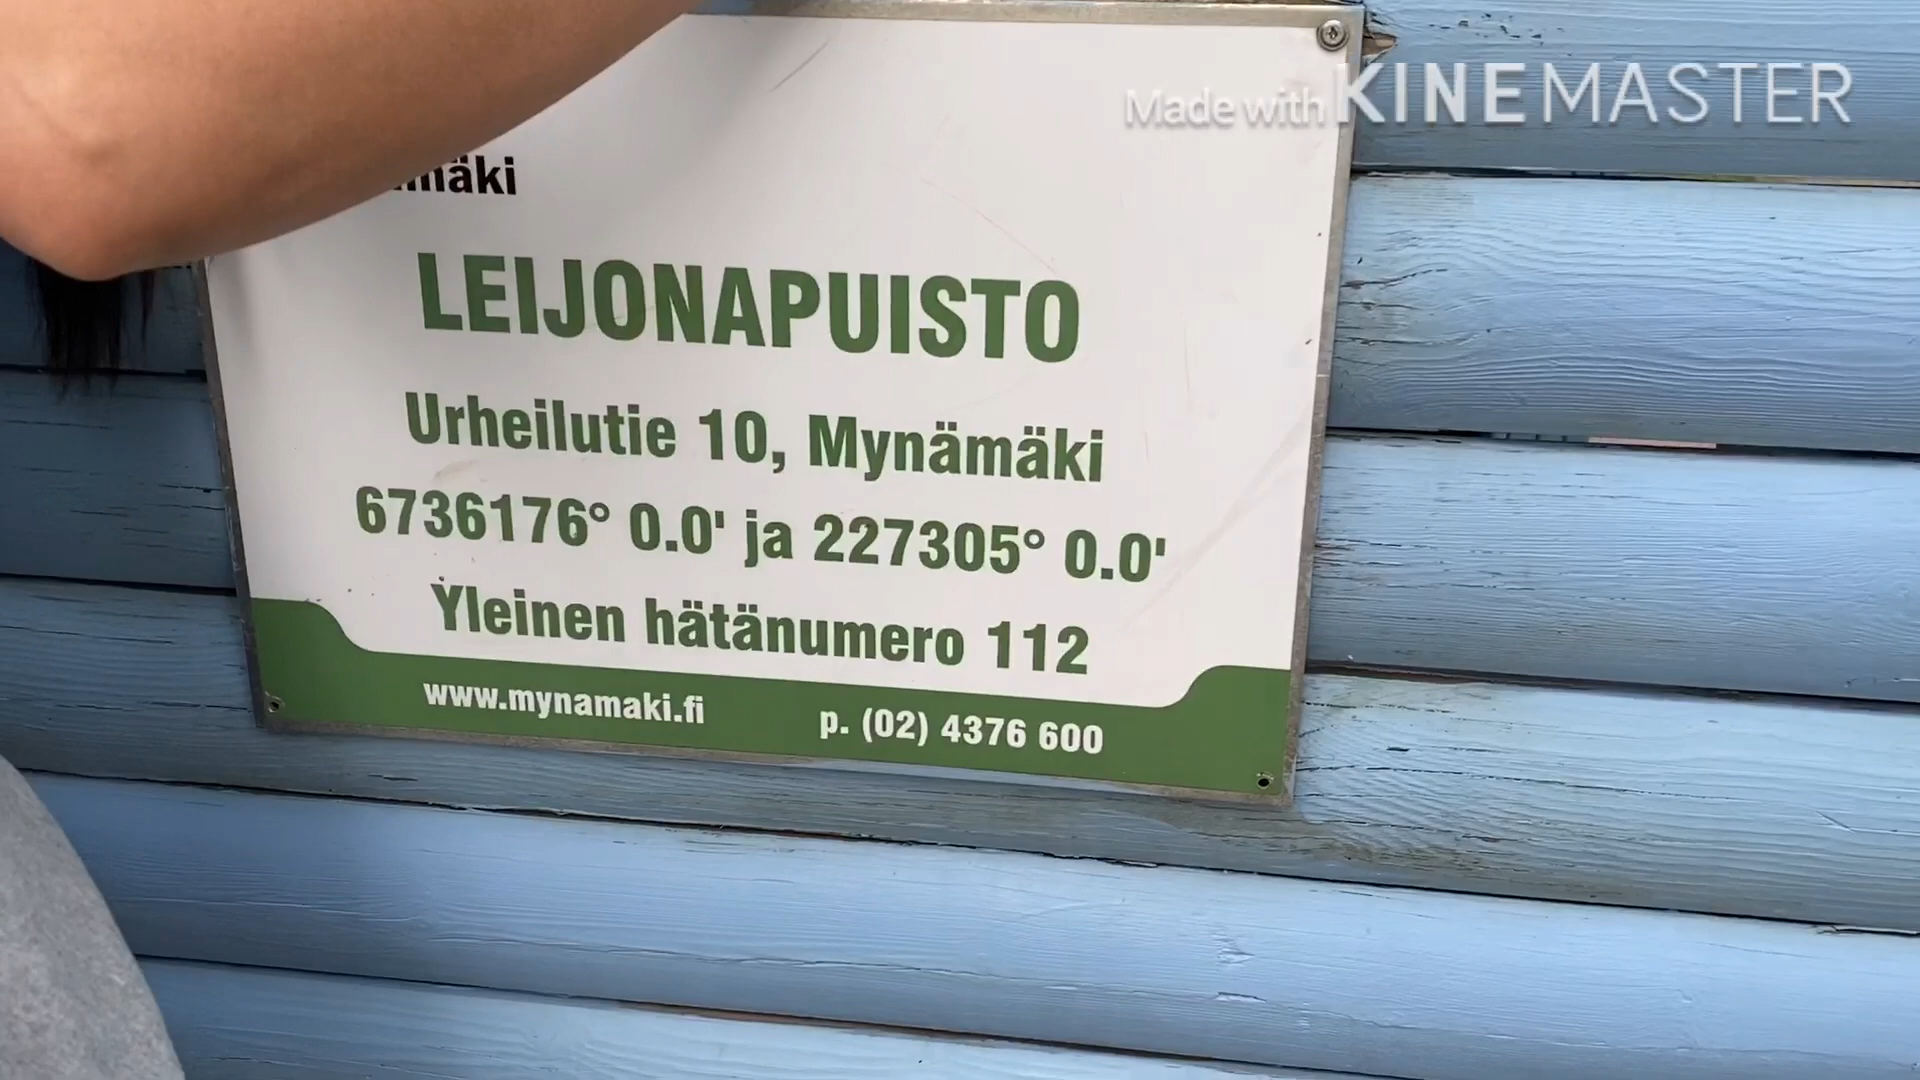 Made with KINEMASTER
LEIJONAPUISTO
Urheilutie 10, Mynämäki
6736176° 0.0' ja 227305° 0.0'
Yleinen hätänumero 112
www.mynamaki.fi
p. (02) 4376 600